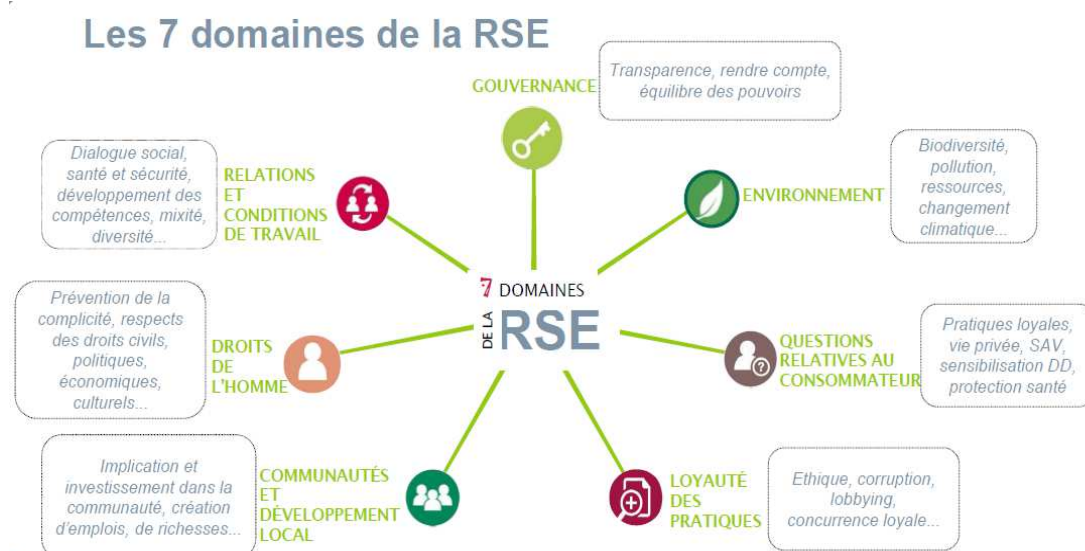 Les 7 domaines de la RSE
GOUVERNANCE
Transparence, rendre compte,
équilibre des pouvoirs
Dialogue social,
santé et sécurité,
développement des
compétences, mixité,
diversité...
RELATIONS
ET
CONDITIONS
DE TRAVAIL
ENVIRONNEMENT
Biodiversité,
pollution,
ressources,
changement
climatique...
7 DOMAINES
DE LA
RSE
Prévention de la
complicité, respects
des droits civils,
politiques,
économiques,
culturels...
DROITS
DE
L'HOMME
QUESTIONS
RELATIVES AU
CONSOMMATEUR
Pratiques loyales,
vie privée, SAV,
sensibilisation DD,
protection santé
Implication et
investissement dans la
communauté, création
d'emplois, de richesses...
COMMUNAUTÉS
ET
DÉVELOPPEMENT
LOCAL
LOYAUTÉ
DES
PRATIQUES
Ethique, corruption,
lobbying,
concurrence loyale...